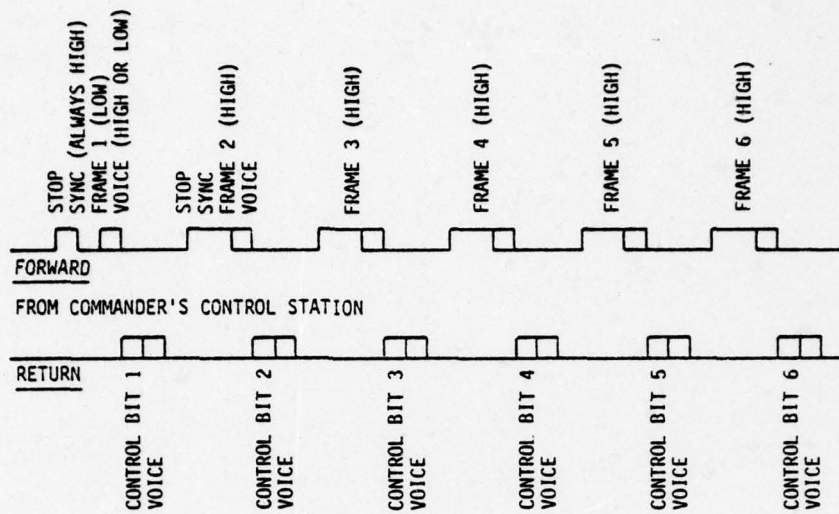 STOP
SYNC (ALWAYS HIGH)
FRAME 1 (LOW)
VOICE (HIGH OR LOW)
STOP
SYNC
FRAME 2 (HIGH)
VOICE
FRAME 3 (HIGH)
FRAME 4 (HIGH)
FRAME 5 (HIGH)
FRAME 6 (HIGH)
FORWARD
FROM COMMANDER'S CONTROL STATION
RETURN
CONTROL BIT 1
VOICE
CONTROL BIT 2
VOICE
CONTROL BIT 3
VOICE
CONTROL BIT 4
VOICE
CONTROL BIT 5
VOICE
CONTROL BIT 6
VOICE